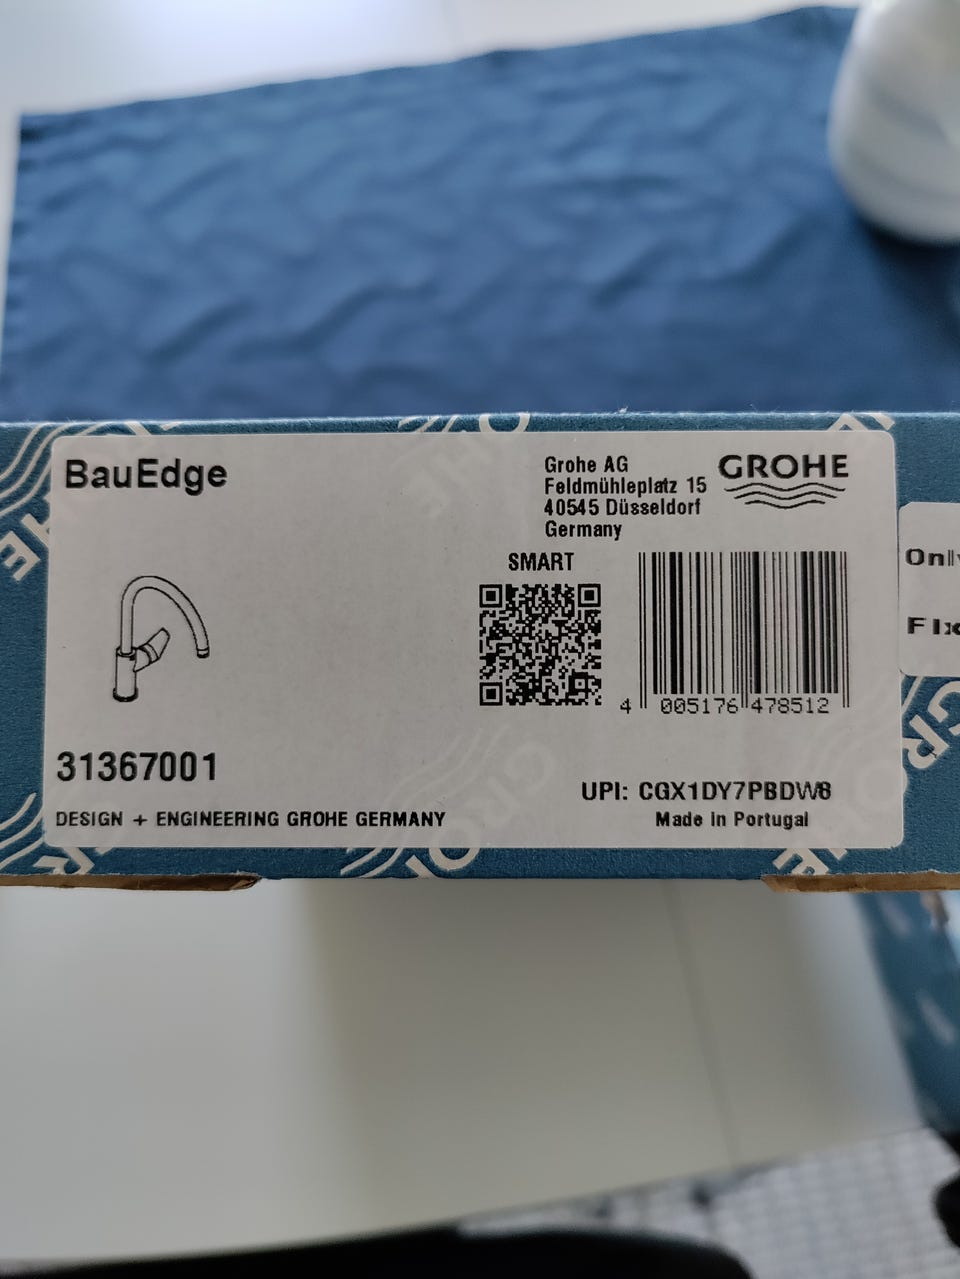 BauEdge
Grohe AG
Feldmühleplatz 15
40545 Düsseldorf
Germany
GROHE
SMART
4 005176 478512
31367001
UPI: CGX1DY7PBDW8
DESIGN + ENGINEERING GROHE GERMANY
Made in Portugal